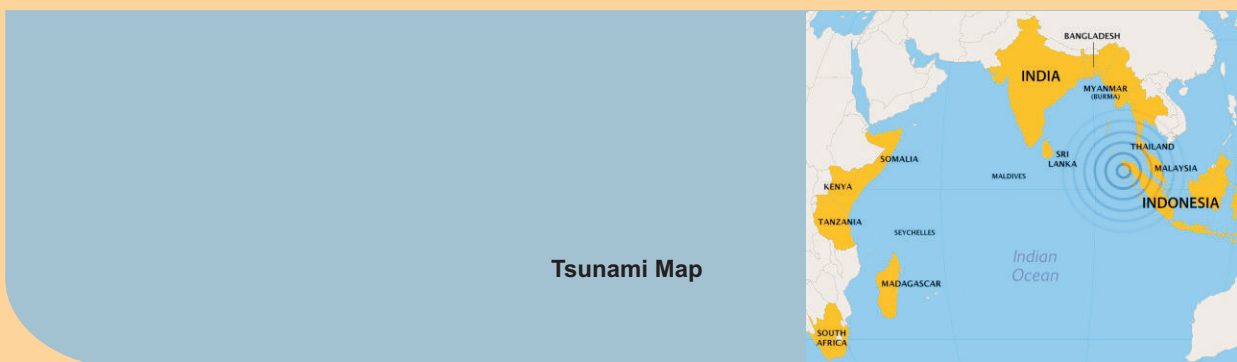 BANGLADESH
INDIA
MYANMAR
(BURMA)
THAILAND
SRI
LANKA
SOMALIA
MALAYSIA
MALDIVES
KENYA
INDONESIA
TANZANIA
SEYCHELLES
Tsunami Map
Indian
Ocean
MADAGASCAR
SOUTH
AFRICA